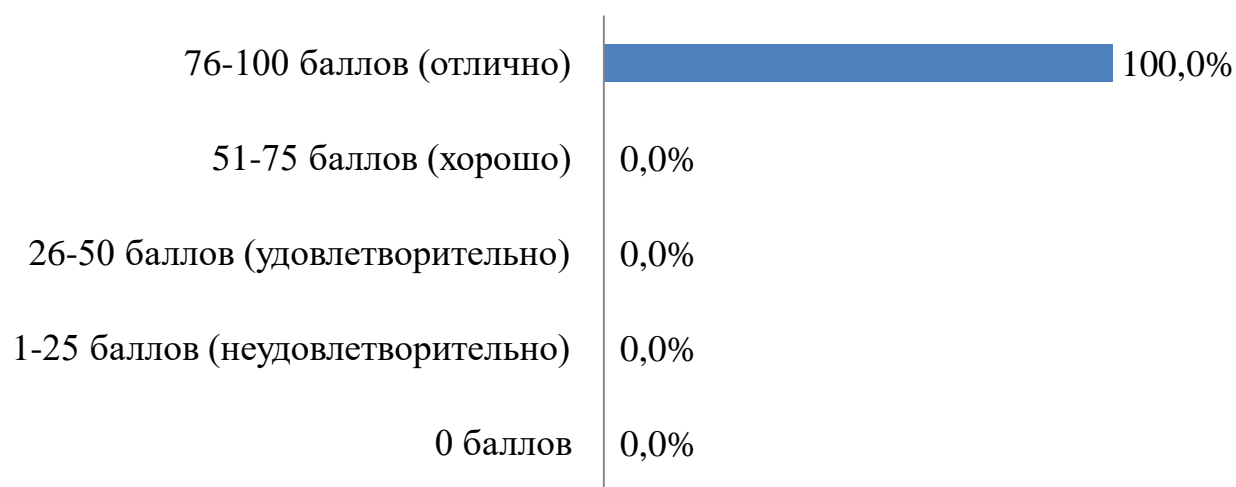 76-100 баллов (отлично) 100,0%
51-75 баллов (хорошо) 0,0%
26-50 баллов (удовлетворительно) 0,0%
1-25 баллов (неудовлетворительно) 0,0%
0 баллов 0,0%